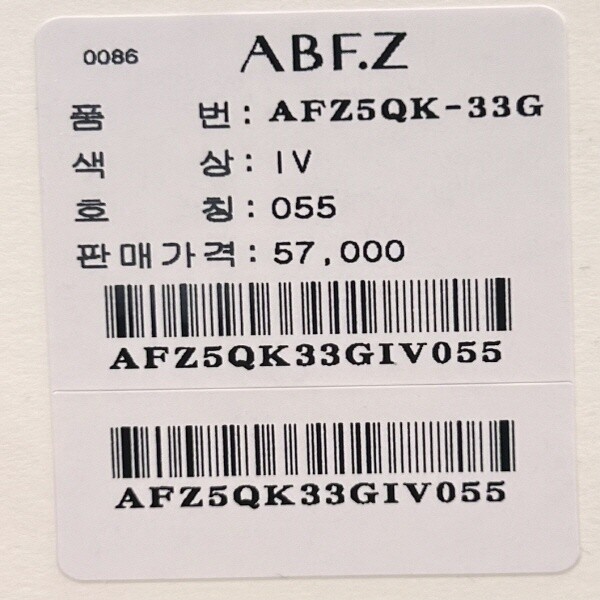 0086 ABF.Z
품 번: AFZ5QK-33G
색 상: IV
호 칭: 055
판매가격: 57,000
AFZ5QK33GIV055
AFZ5QK33GIV055